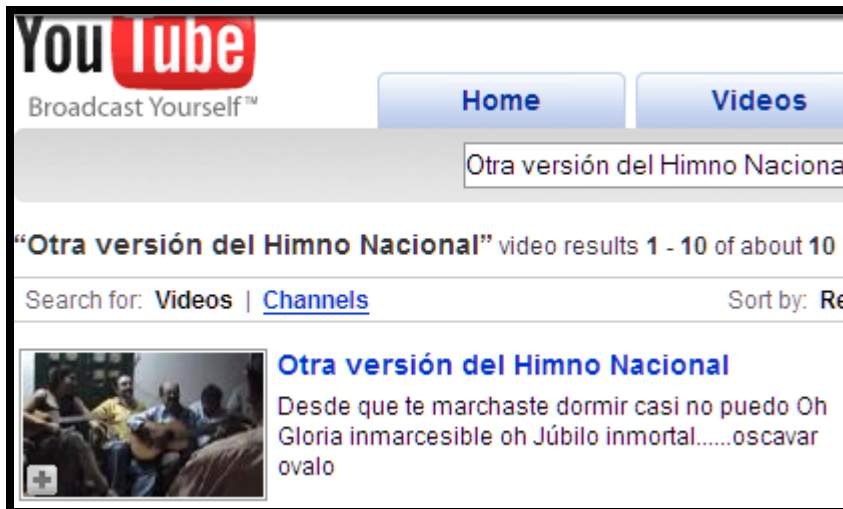 You Tube
Broadcast Yourself™
Home Videos
Otra versión del Himno Naciona
“Otra versión del Himno Nacional” video results 1 - 10 of about 10
Search for: Videos | Channels Sort by: Re
Otra versión del Himno Nacional
Desde que te marchaste dormir casi no puedo Oh
Gloria inmarcesible oh Júbilo inmortal......oscavar
ovalo